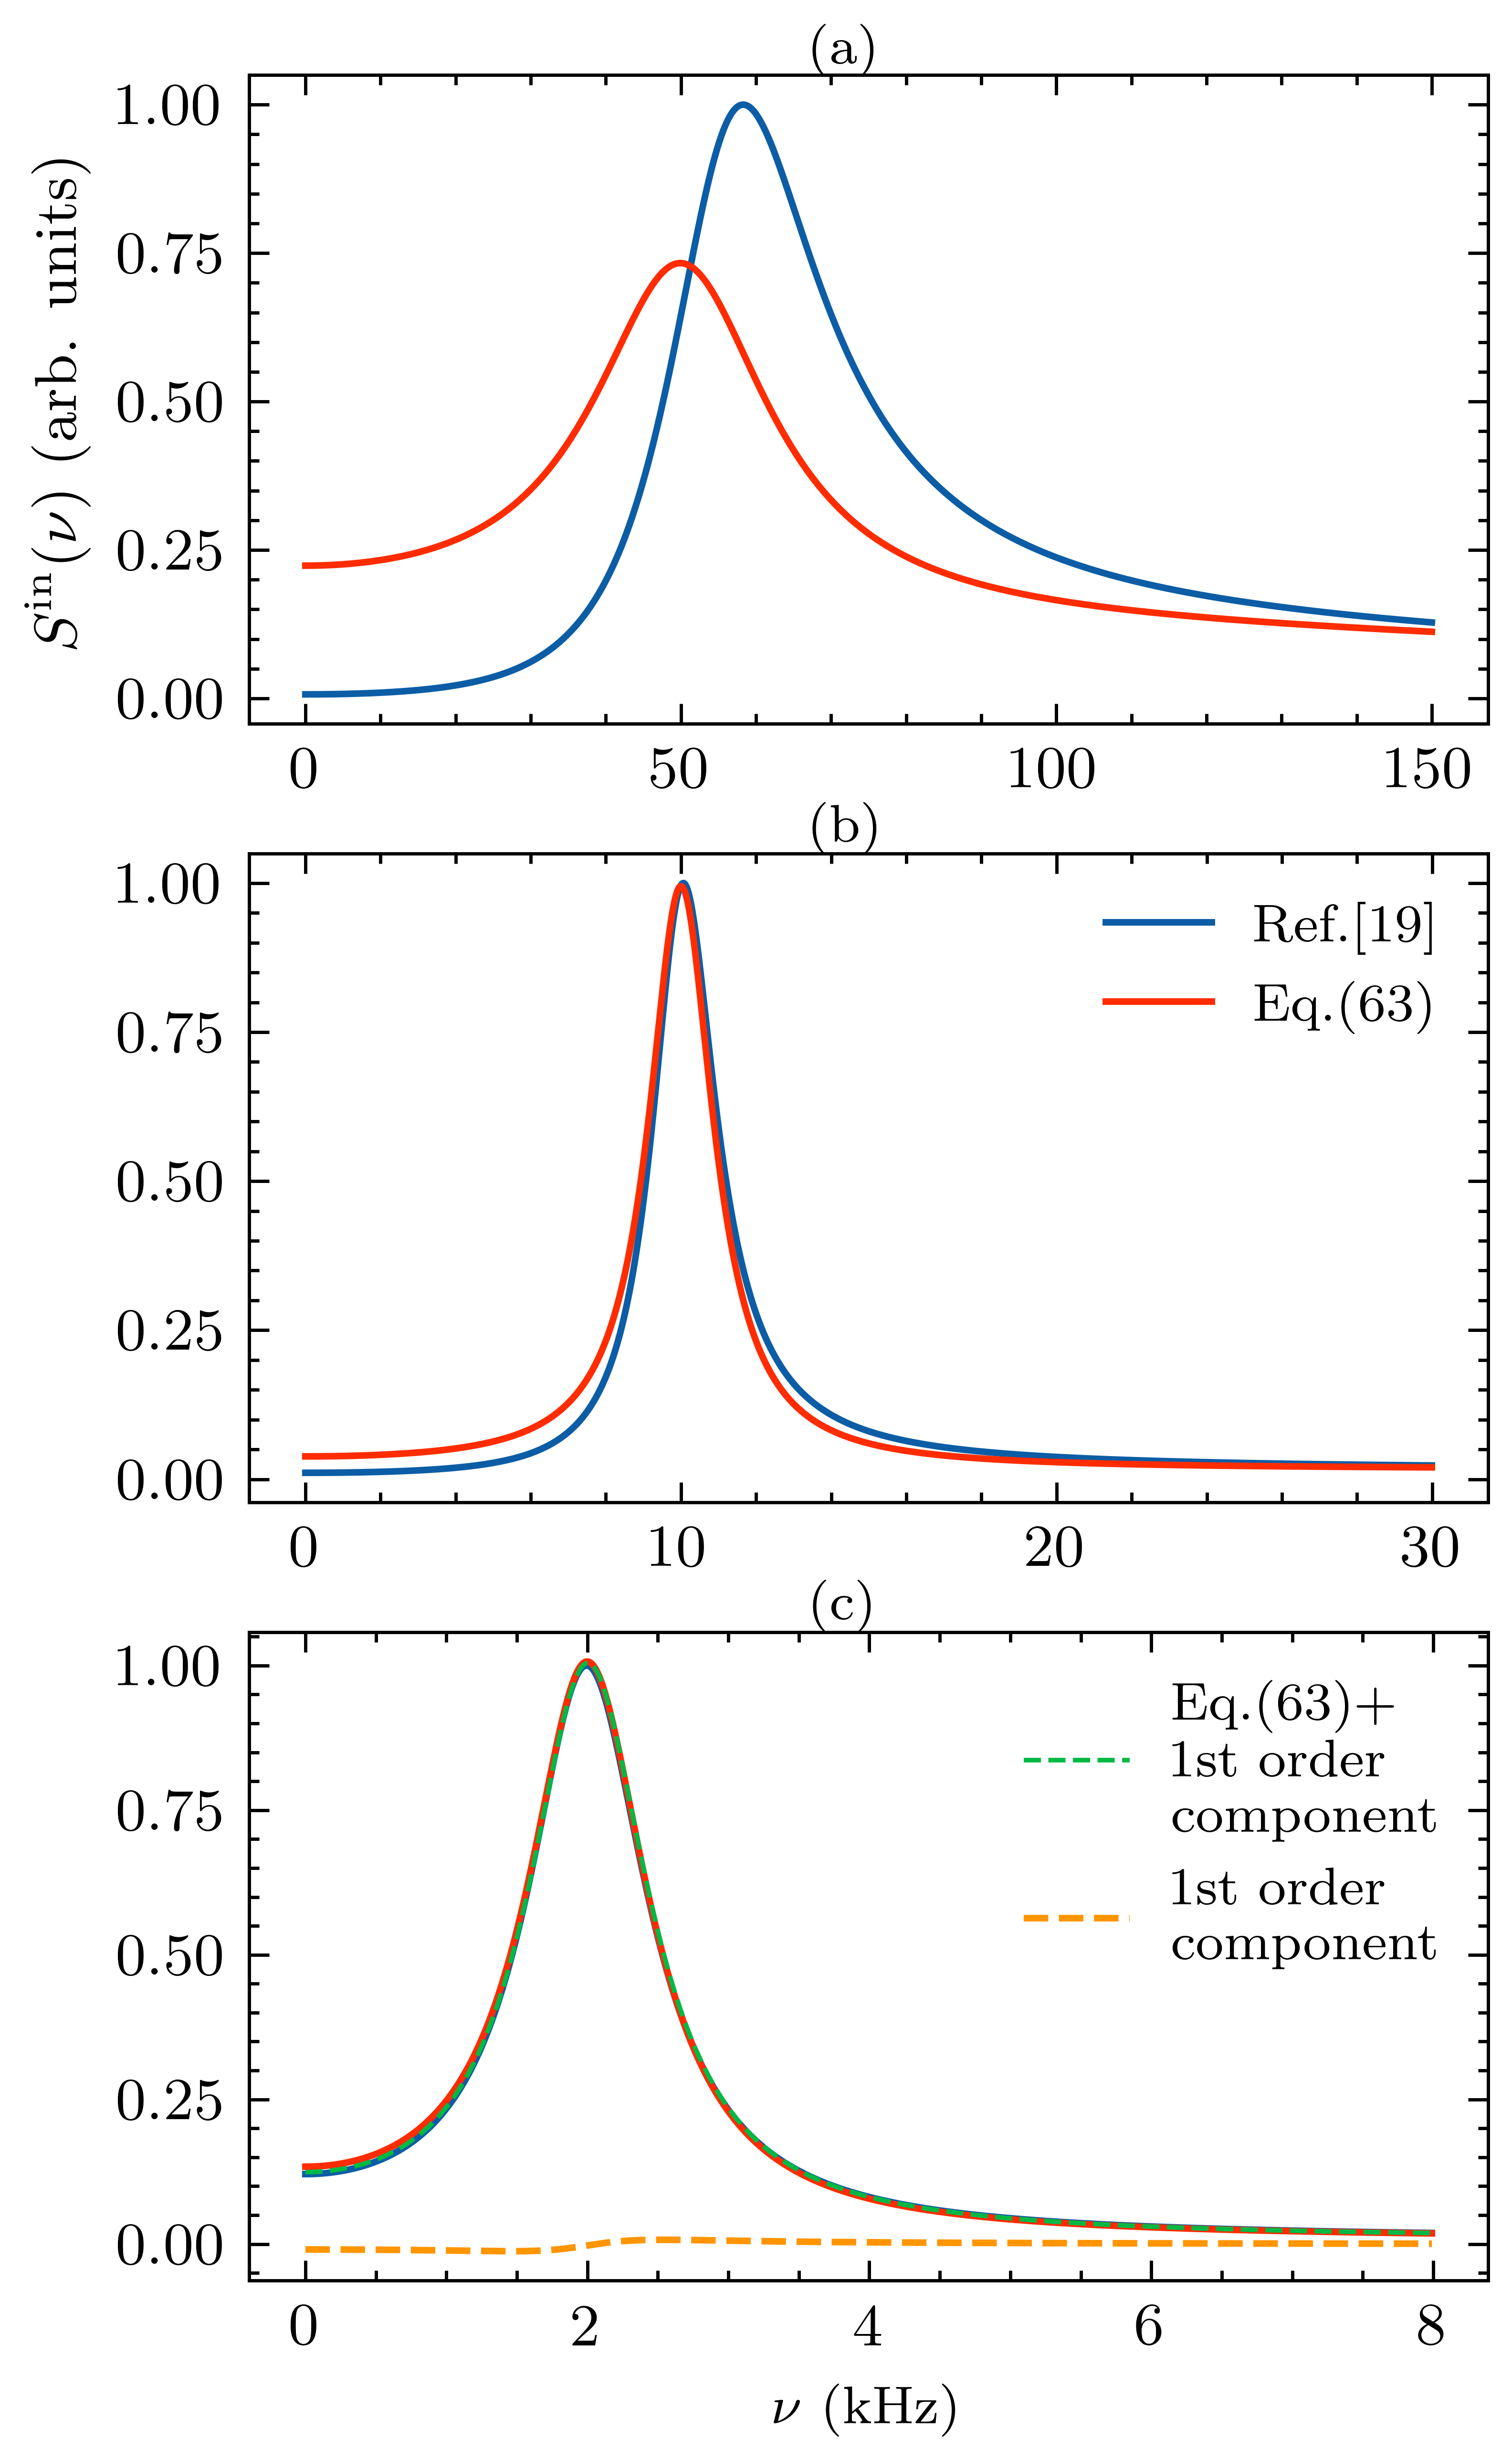 (a)
S^in(ν) (arb. units)
1.00
0.75
0.50
0.25
0.00
0 50 100 150
(b)
1.00
0.75
0.50
0.25
0.00
Ref.[19]
Eq.(63)
0 10 20 30
(c)
1.00
0.75
0.50
0.25
0.00
Eq.(63)+
1st order
component
1st order
component
0 2 4 6 8
ν (kHz)